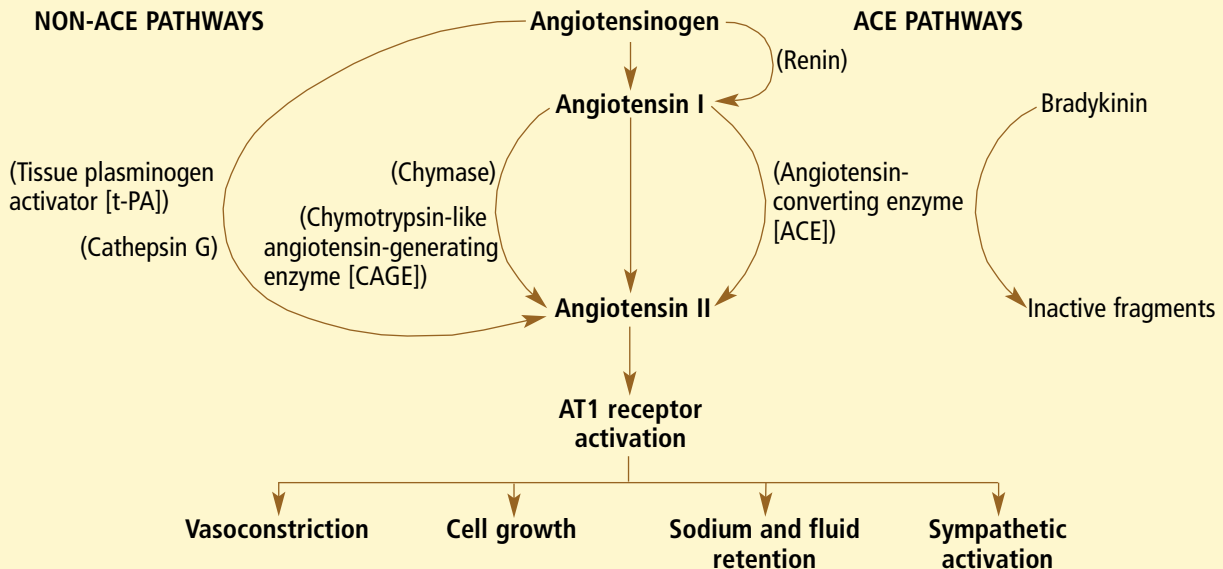 NON-ACE PATHWAYS
Angiotensinogen
ACE PATHWAYS
(Renin)
Angiotensin I
Bradykinin
(Tissue plasminogen
activator [t-PA])
(Cathepsin G)
(Chymase)
(Chymotrypsin-like
angiotensin-generating
enzyme [CAGE])
(Angiotensin-
converting enzyme
[ACE])
Angiotensin II
Inactive fragments
AT1 receptor
activation
Vasoconstriction
Cell growth
Sodium and fluid
retention
Sympathetic
activation